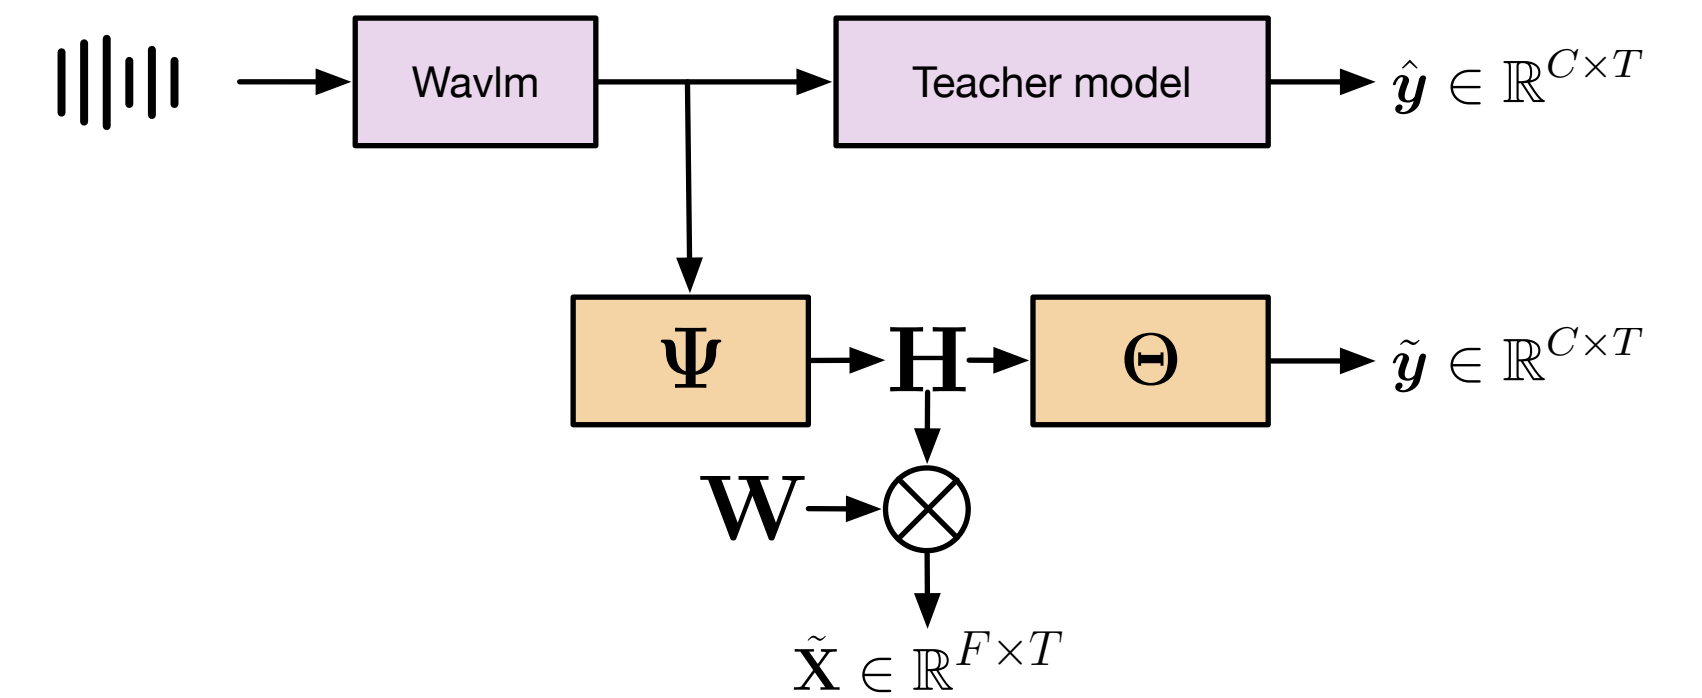 Wavlm Teacher model ŷ ∈ ℝ^{C×T}
Ψ H Θ ỹ ∈ ℝ^{C×T}
W
X̃ ∈ ℝ^{F×T}